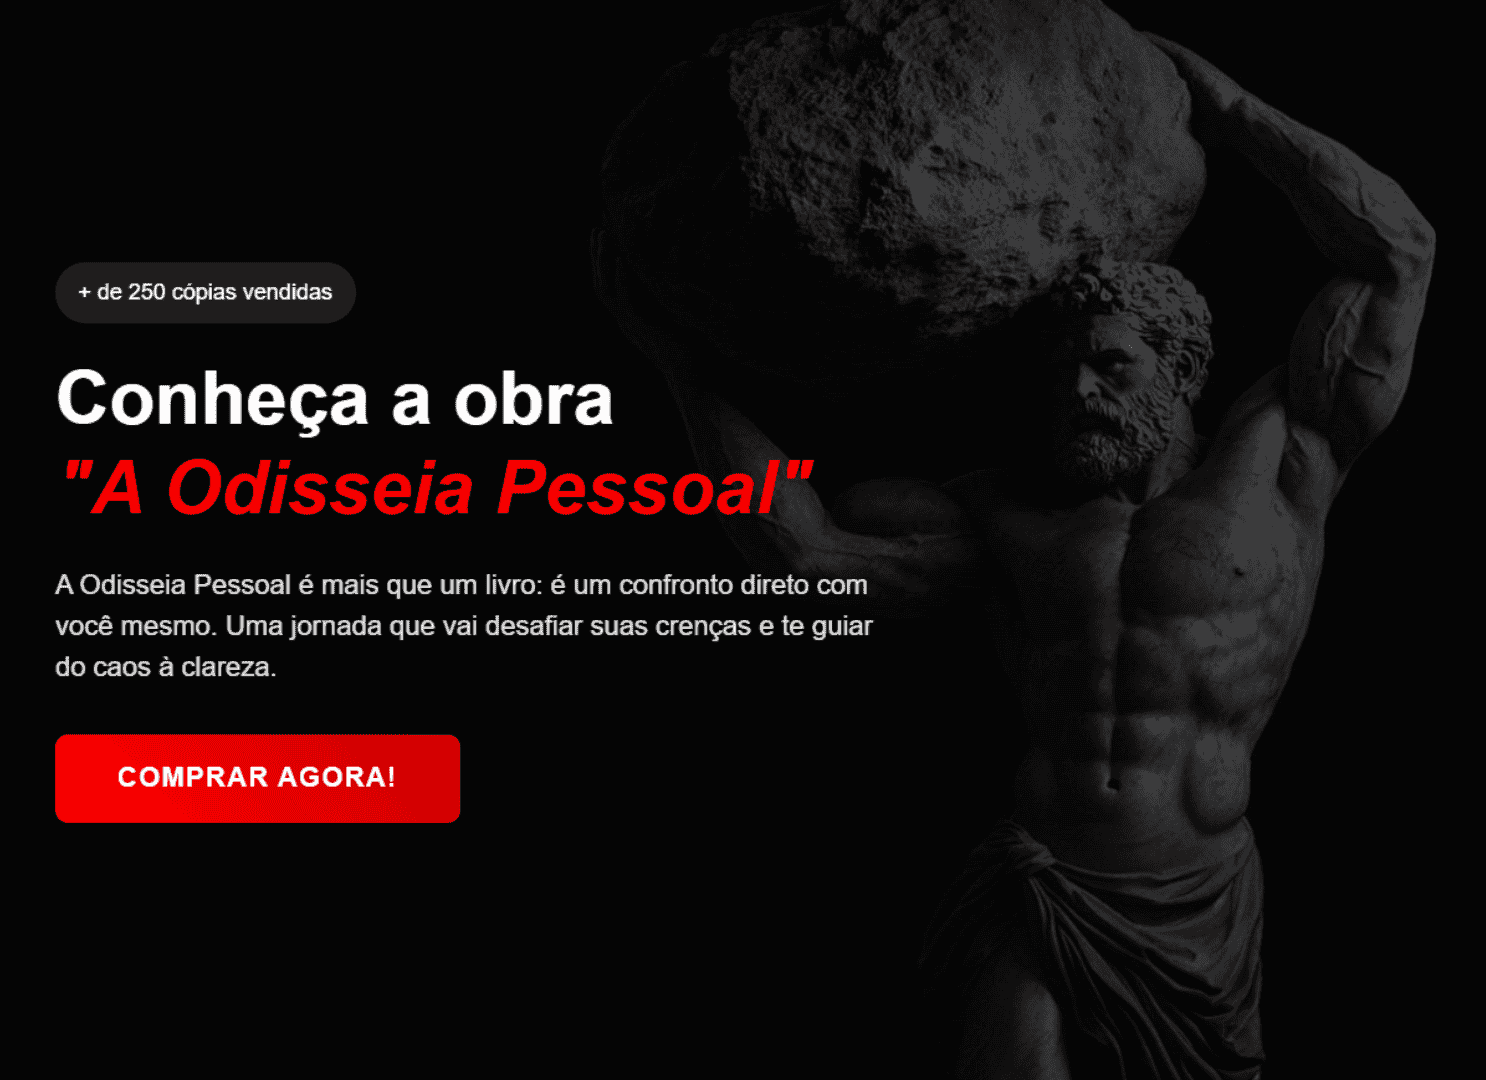 + de 250 cópias vendidas
Conheça a obra
"A Odisseia Pessoal"
A Odisseia Pessoal é mais que um livro: é um confronto direto com
você mesmo. Uma jornada que vai desafiar suas crenças e te guiar
do caos à clareza.
COMPRAR AGORA!